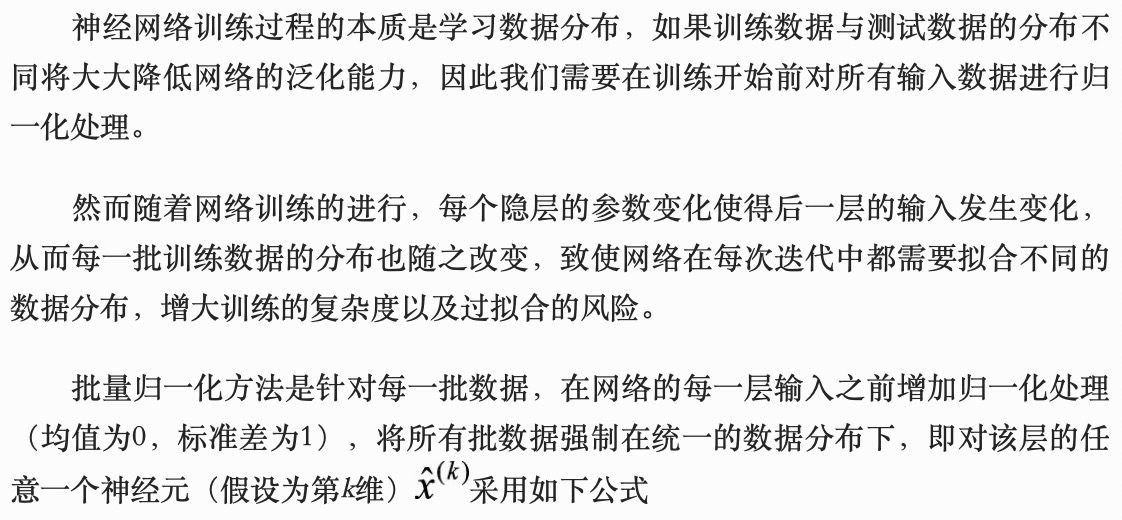 神经网络训练过程的本质是学习数据分布，如果训练数据与测试数据的分布不
同将大大降低网络的泛化能力，因此我们需要在训练开始前对所有输入数据进行归
一化处理。
然而随着网络训练的进行，每个隐层的参数变化使得后一层的输入发生变化，
从而每一批训练数据的分布也随之改变，致使网络在每次迭代中都需要拟合不同的
数据分布，增大训练的复杂度以及过拟合的风险。
批量归一化方法是针对每一批数据，在网络的每一层输入之前增加归一化处理
（均值为0，标准差为1），将所有批数据强制在统一的数据分布下，即对该层的任
意一个神经元（假设为第k维）x̂⁽ᵏ⁾采用如下公式